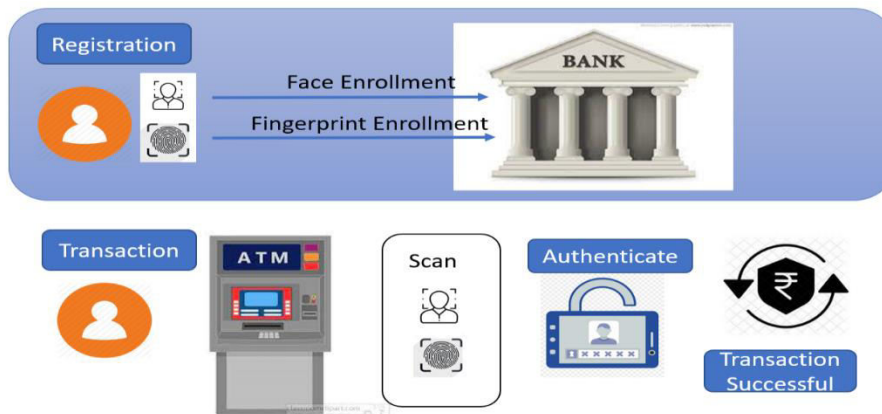 Registration
Face Enrollment
Fingerprint Enrollment
BANK
Transaction
ATM
Scan
Authenticate
Transaction
Successful
₹